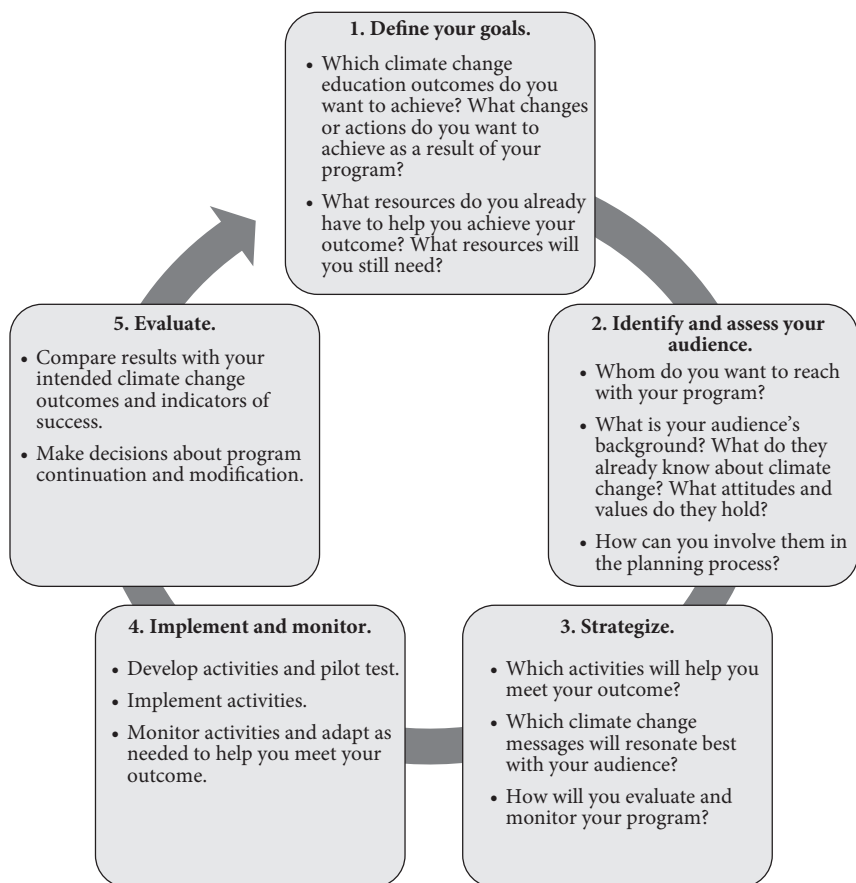 1. Define your goals.
• Which climate change
education outcomes do you
want to achieve? What changes
or actions do you want to
achieve as a result of your
program?
• What resources do you already
have to help you achieve your
outcome? What resources will
you still need?
2. Identify and assess your
audience.
• Whom do you want to reach
with your program?
• What is your audience’s
background? What do they
already know about climate
change? What attitudes and
values do they hold?
• How can you involve them in
the planning process?
3. Strategize.
• Which activities will help you
meet your outcome?
• Which climate change
messages will resonate best
with your audience?
• How will you evaluate and
monitor your program?
4. Implement and monitor.
• Develop activities and pilot test.
• Implement activities.
• Monitor activities and adapt as
needed to help you meet your
outcome.
5. Evaluate.
• Compare results with your
intended climate change
outcomes and indicators of
success.
• Make decisions about program
continuation and modification.